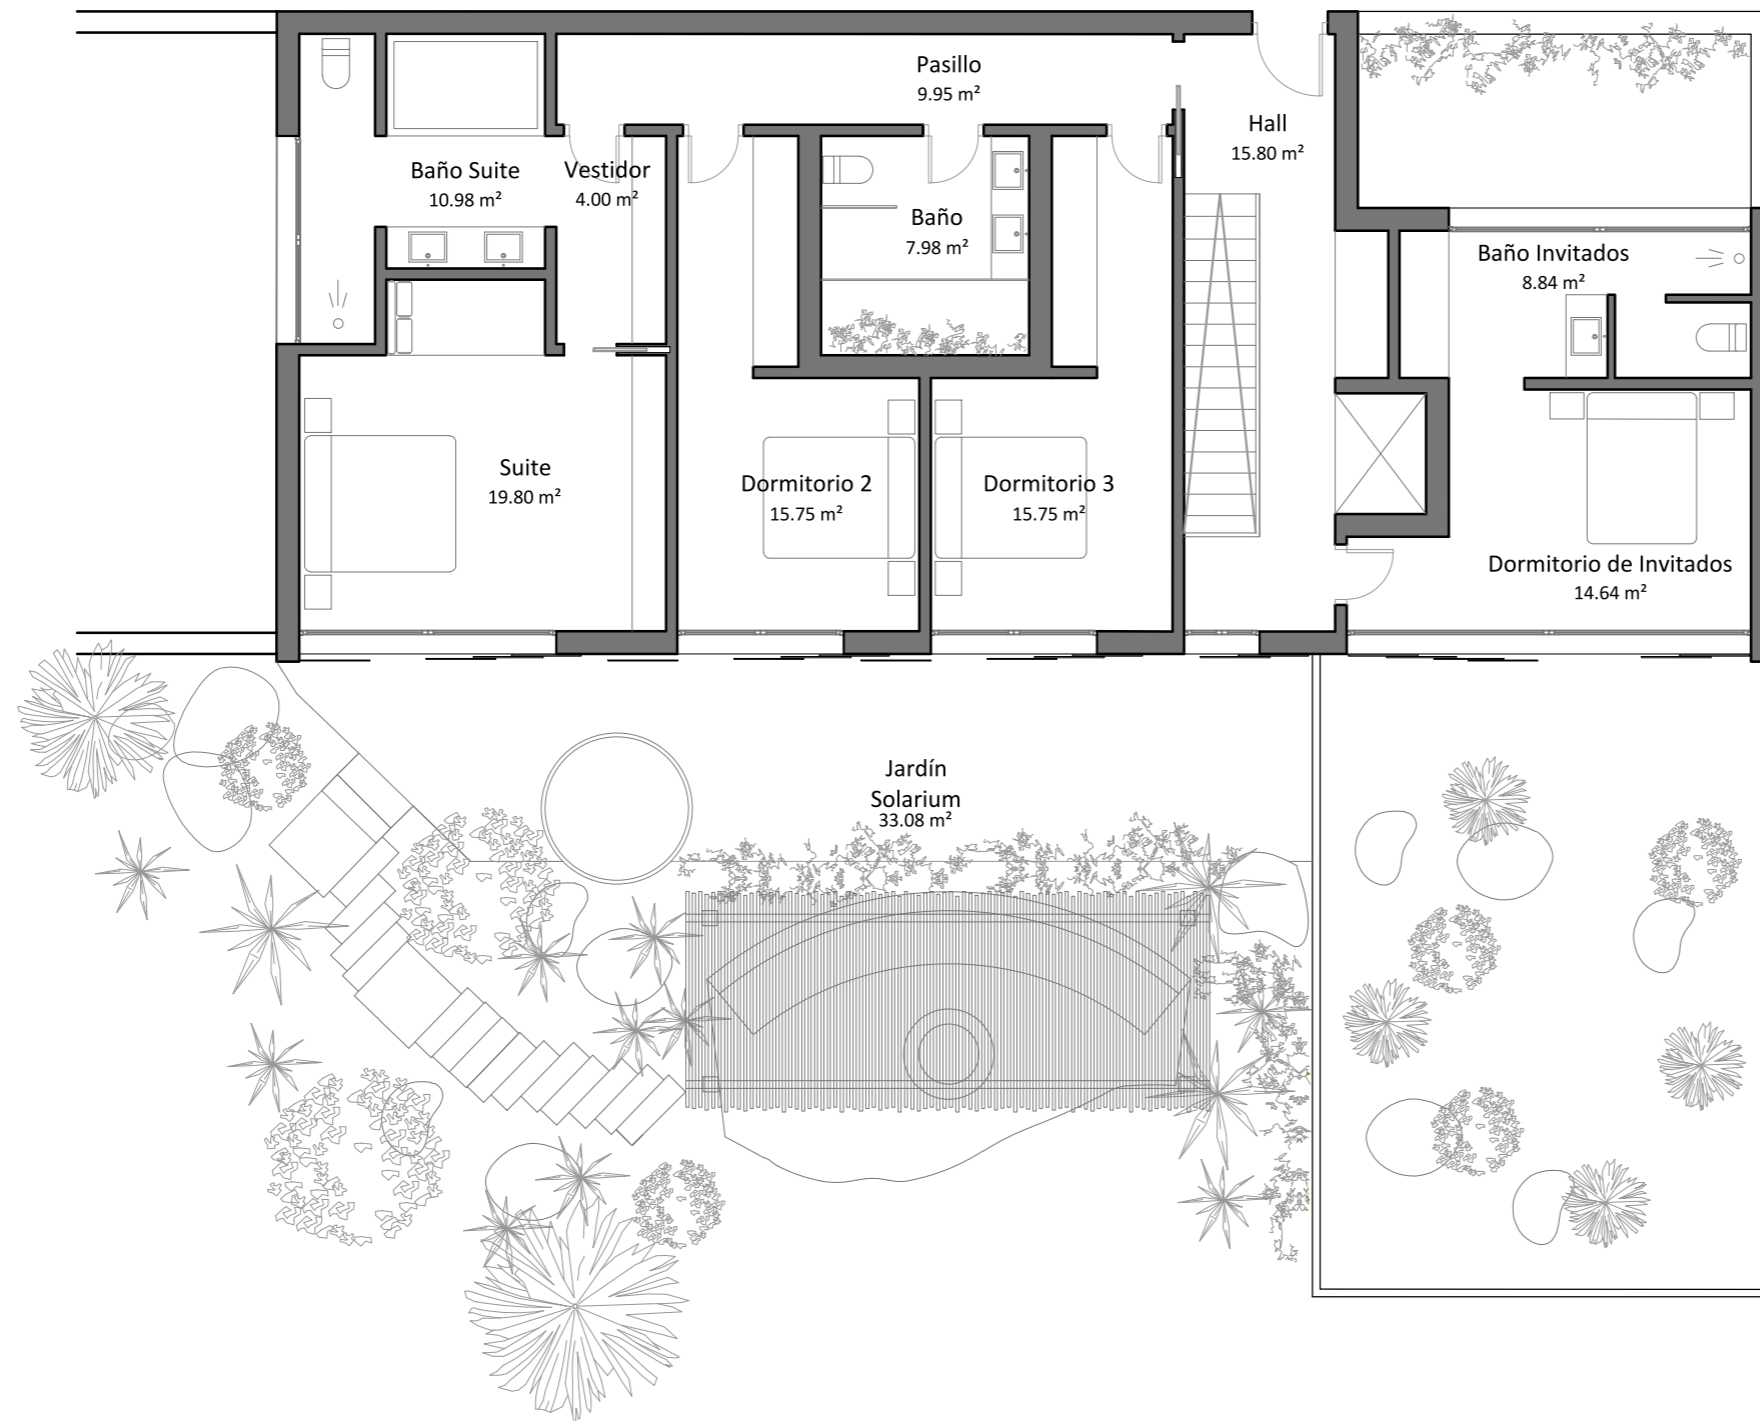 Pasillo
9.95 m²
Hall
15.80 m²
Baño Suite
10.98 m²
Vestidor
4.00 m²
Baño
7.98 m²
Baño Invitados
8.84 m²
Suite
19.80 m²
Dormitorio 2
15.75 m²
Dormitorio 3
15.75 m²
Dormitorio de Invitados
14.64 m²
Jardín
Solarium
33.08 m²